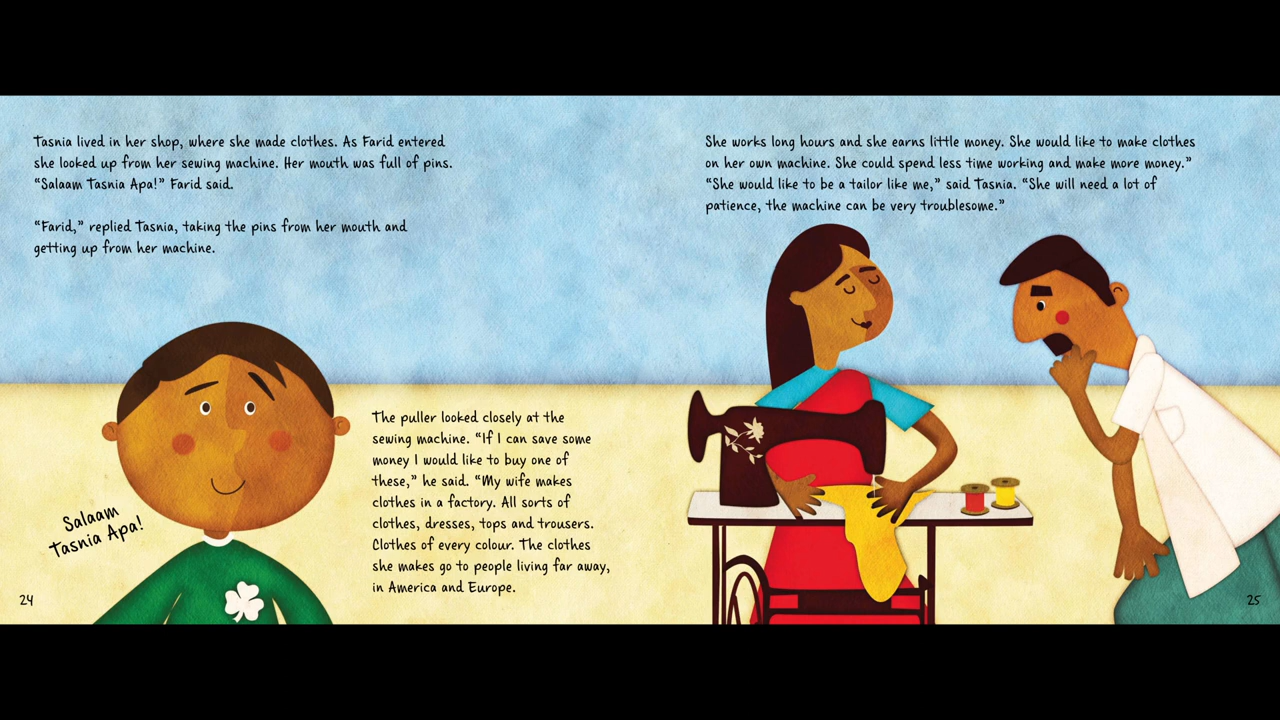 Tasnia lived in her shop, where she made clothes. As Farid entered
she looked up from her sewing machine. Her mouth was full of pins.
“Salaam Tasnia Apa!” Farid said.
“Farid,” replied Tasnia, taking the pins from her mouth and
getting up from her machine.
Salaam
Tasnia Apa!
The puller looked closely at the
sewing machine. “If I can save some
money I would like to buy one of
these,” he said. “My wife makes
clothes in a factory. All sorts of
clothes, dresses, tops and trousers.
Clothes of every colour. The clothes
she makes go to people living far away,
in America and Europe.
24
She works long hours and she earns little money. She would like to make clothes
on her own machine. She could spend less time working and make more money.”
“She would like to be a tailor like me,” said Tasnia. “She will need a lot of
patience, the machine can be very troublesome.”
25